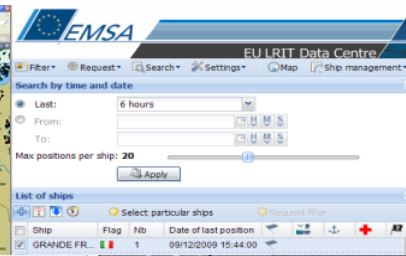 EMSA
EU LRIT Data Centre
Filter Request Search Settings Map Ship management
Search by time and date
Last: 6 hours
From: H M S
To: H M S
Max positions per ship: 20
Apply
List of ships
Select particular ships Request filter
Ship Flag Nb Date of last position
GRANDE FR... 1 09/12/2009 15:44:00